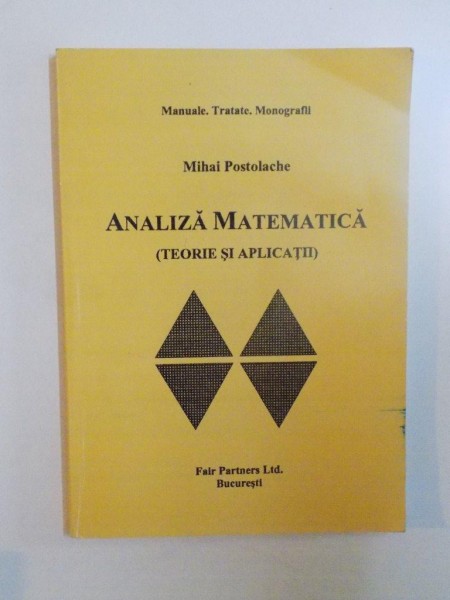 Manuale. Tratate. Monografii
Mihai Postolache
ANALIZĂ MATEMATICĂ
(TEORIE ŞI APLICAŢII)
Fair Partners Ltd.
Bucureşti